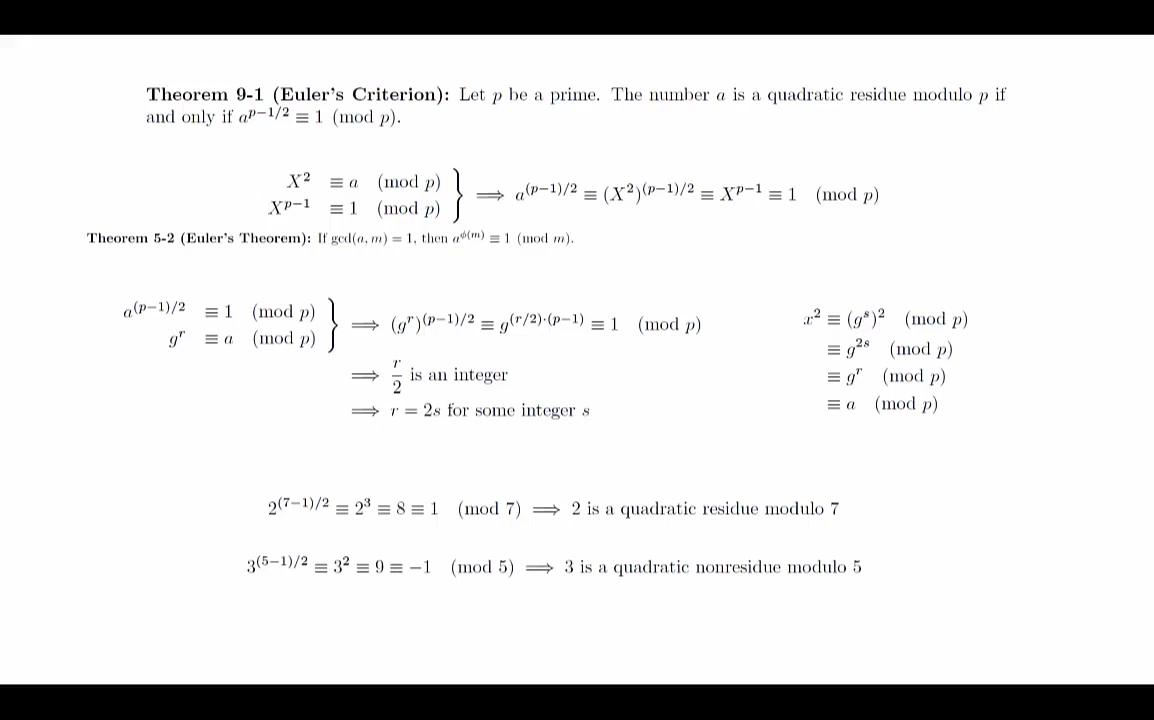 Theorem 9-1 (Euler's Criterion): Let p be a prime. The number a is a quadratic residue modulo p if
and only if a^{p−1/2} ≡ 1 (mod p).
X^2 ≡ a (mod p)
X^{p−1} ≡ 1 (mod p) } ⟹ a^{(p−1)/2} ≡ (X^2)^{(p−1)/2} ≡ X^{p−1} ≡ 1 (mod p)
Theorem 5-2 (Euler's Theorem): If gcd(a, m) = 1, then a^{ϕ(m)} ≡ 1 (mod m).
a^{(p−1)/2} ≡ 1 (mod p)
g^r ≡ a (mod p) } ⟹ (g^r)^{(p−1)/2} ≡ g^{(r/2)·(p−1)} ≡ 1 (mod p)
⟹ r/2 is an integer
⟹ r = 2s for some integer s
x^2 ≡ (g^s)^2 (mod p)
≡ g^{2s} (mod p)
≡ g^r (mod p)
≡ a (mod p)
2^{(7−1)/2} ≡ 2^3 ≡ 8 ≡ 1 (mod 7) ⟹ 2 is a quadratic residue modulo 7
3^{(5−1)/2} ≡ 3^2 ≡ 9 ≡ −1 (mod 5) ⟹ 3 is a quadratic nonresidue modulo 5